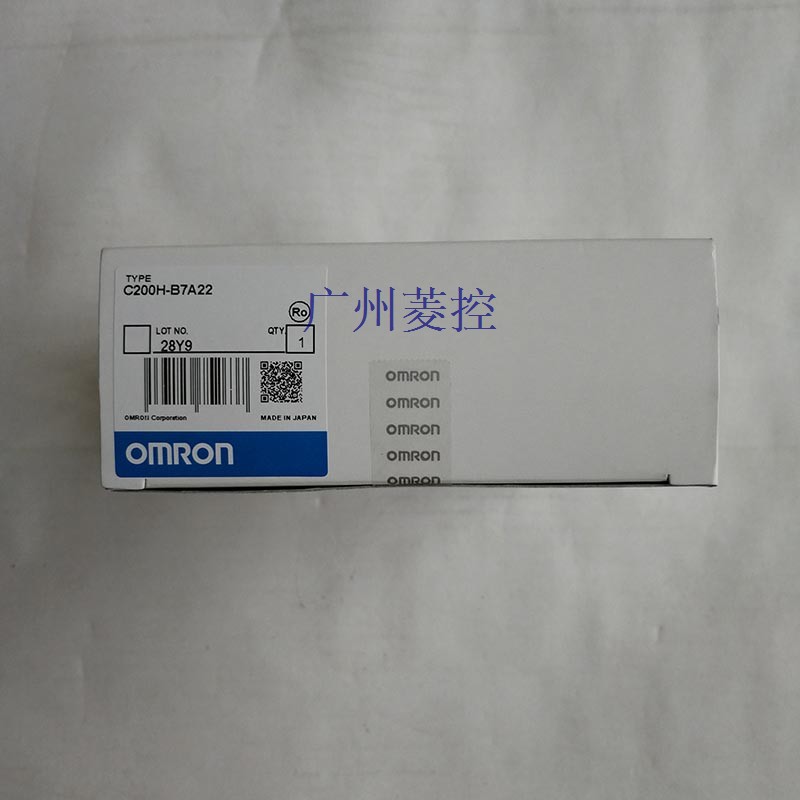 TYPE
C200H-B7A22
Ro
广州菱控
LOT NO.
QTY.
28Y9
1
OMRON Corporation
MADE IN JAPAN
OMRON
OMRON
OMRON
OMRON
OMRON
OMRON